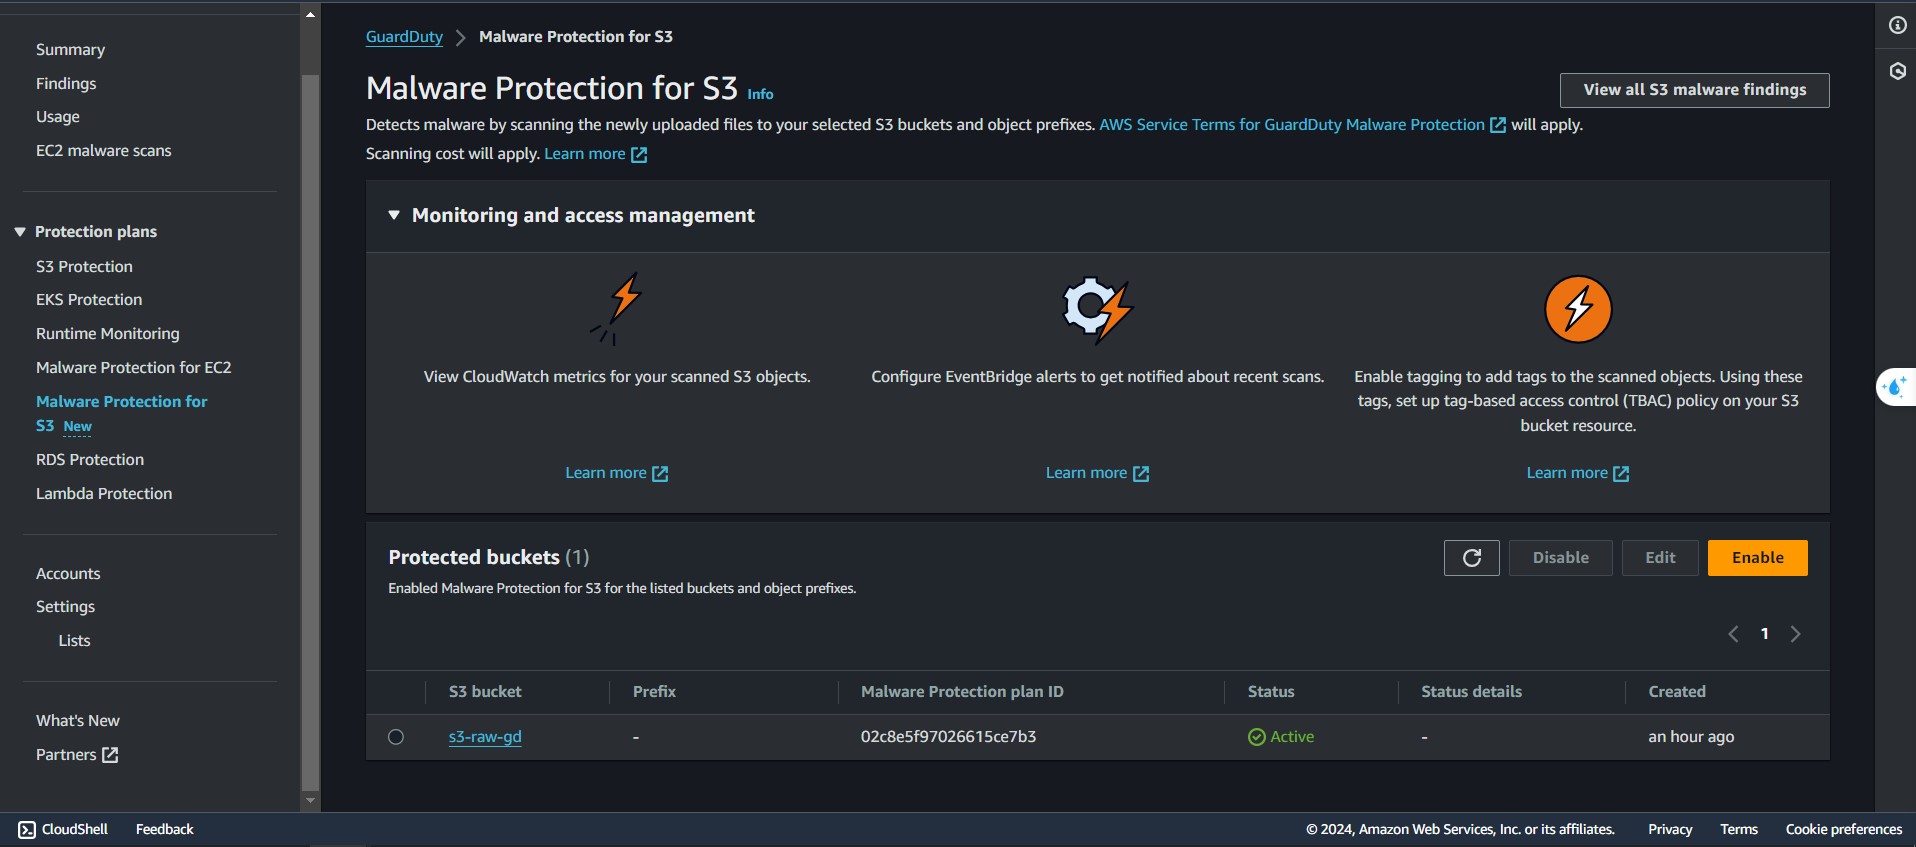 Summary
Findings
Usage
EC2 malware scans
Protection plans
S3 Protection
EKS Protection
Runtime Monitoring
Malware Protection for EC2
Malware Protection for
S3 New
RDS Protection
Lambda Protection
Accounts
Settings
Lists
What's New
Partners
GuardDuty Malware Protection for S3
Malware Protection for S3 Info
View all S3 malware findings
Detects malware by scanning the newly uploaded files to your selected S3 buckets and object prefixes. AWS Service Terms for GuardDuty Malware Protection will apply.
Scanning cost will apply. Learn more
Monitoring and access management
View CloudWatch metrics for your scanned S3 objects.
Learn more
Configure EventBridge alerts to get notified about recent scans.
Learn more
Enable tagging to add tags to the scanned objects. Using these
tags, set up tag-based access control (TBAC) policy on your S3
bucket resource.
Learn more
Protected buckets (1)
Enabled Malware Protection for S3 for the listed buckets and object prefixes.
Disable Edit Enable
1
S3 bucket Prefix Malware Protection plan ID Status Status details Created
s3-raw-gd - 02c8e5f97026615ce7b3 Active - an hour ago
CloudShell Feedback © 2024, Amazon Web Services, Inc. or its affiliates. Privacy Terms Cookie preferences